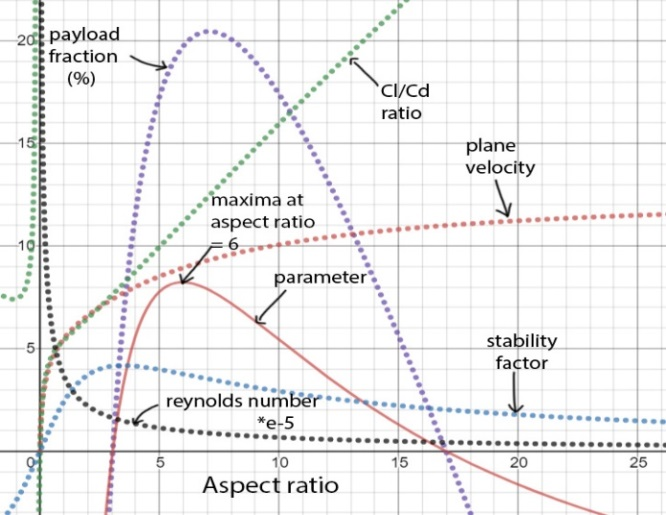 20
payload
fraction
(%)
Cl/Cd
ratio
15
plane
velocity
maxima at
aspect ratio
= 6
10
parameter
5
stability
factor
reynolds number
*e-5
0
5
10
15
20
25
Aspect ratio